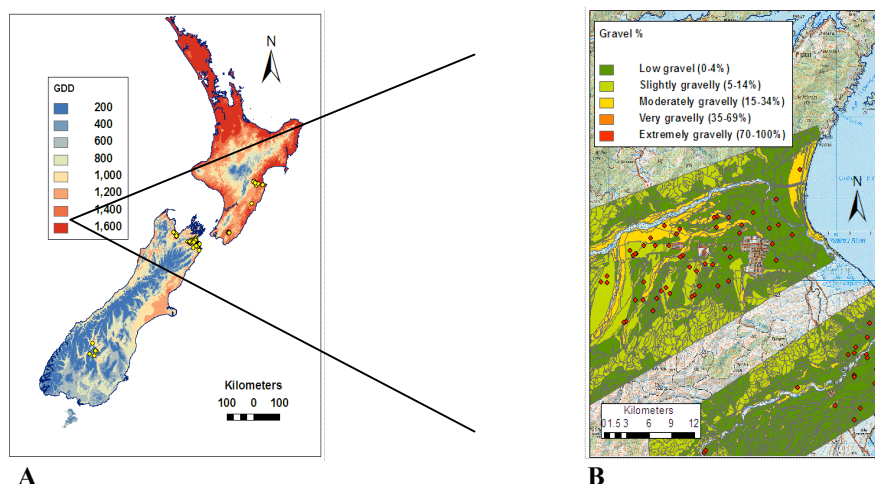 N
GDD
200
400
600
800
1,000
1,200
1,400
1,600
Kilometers
100 0 100
A
Gravel %
Low gravel (0-4%)
Slightly gravelly (5-14%)
Moderately gravelly (15-34%)
Very gravelly (35-69%)
Extremely gravelly (70-100%)
N
Kilometers
0 1.5 3 6 9 12
B